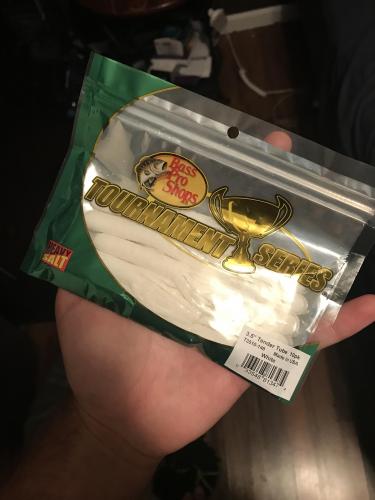 Bass
Pro
Shops
TOURNAMENT SERIES
HEAVY
SALT
3.5" Tender Tube 10pk
Made in USA
White